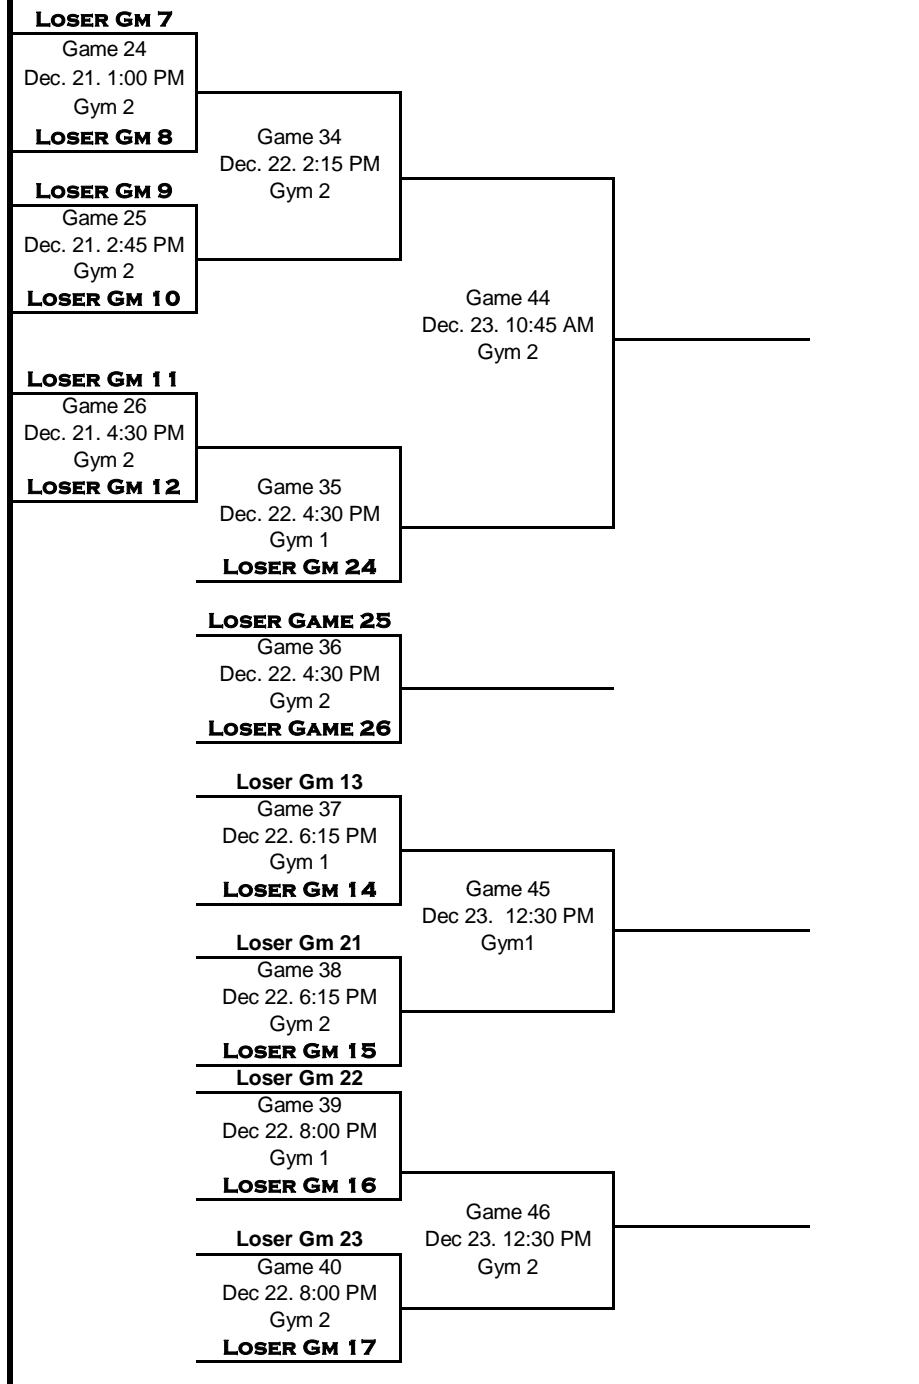 Loser Gm 7
Game 24
Dec. 21. 1:00 PM
Gym 2
Loser Gm 8
Game 34
Dec. 22. 2:15 PM
Gym 2
Loser Gm 9
Game 25
Dec. 21. 2:45 PM
Gym 2
Loser Gm 10
Game 44
Dec. 23. 10:45 AM
Gym 2
Loser Gm 11
Game 26
Dec. 21. 4:30 PM
Gym 2
Loser Gm 12
Game 35
Dec. 22. 4:30 PM
Gym 1
Loser Gm 24
Loser Game 25
Game 36
Dec. 22. 4:30 PM
Gym 2
Loser Game 26
Loser Gm 13
Game 37
Dec 22. 6:15 PM
Gym 1
Loser Gm 14
Game 45
Dec 23.  12:30 PM
Gym1
Loser Gm 21
Game 38
Dec 22. 6:15 PM
Gym 2
Loser Gm 15
Loser Gm 22
Game 39
Dec 22. 8:00 PM
Gym 1
Loser Gm 16
Game 46
Dec 23. 12:30 PM
Gym 2
Loser Gm 23
Game 40
Dec 22. 8:00 PM
Gym 2
Loser Gm 17